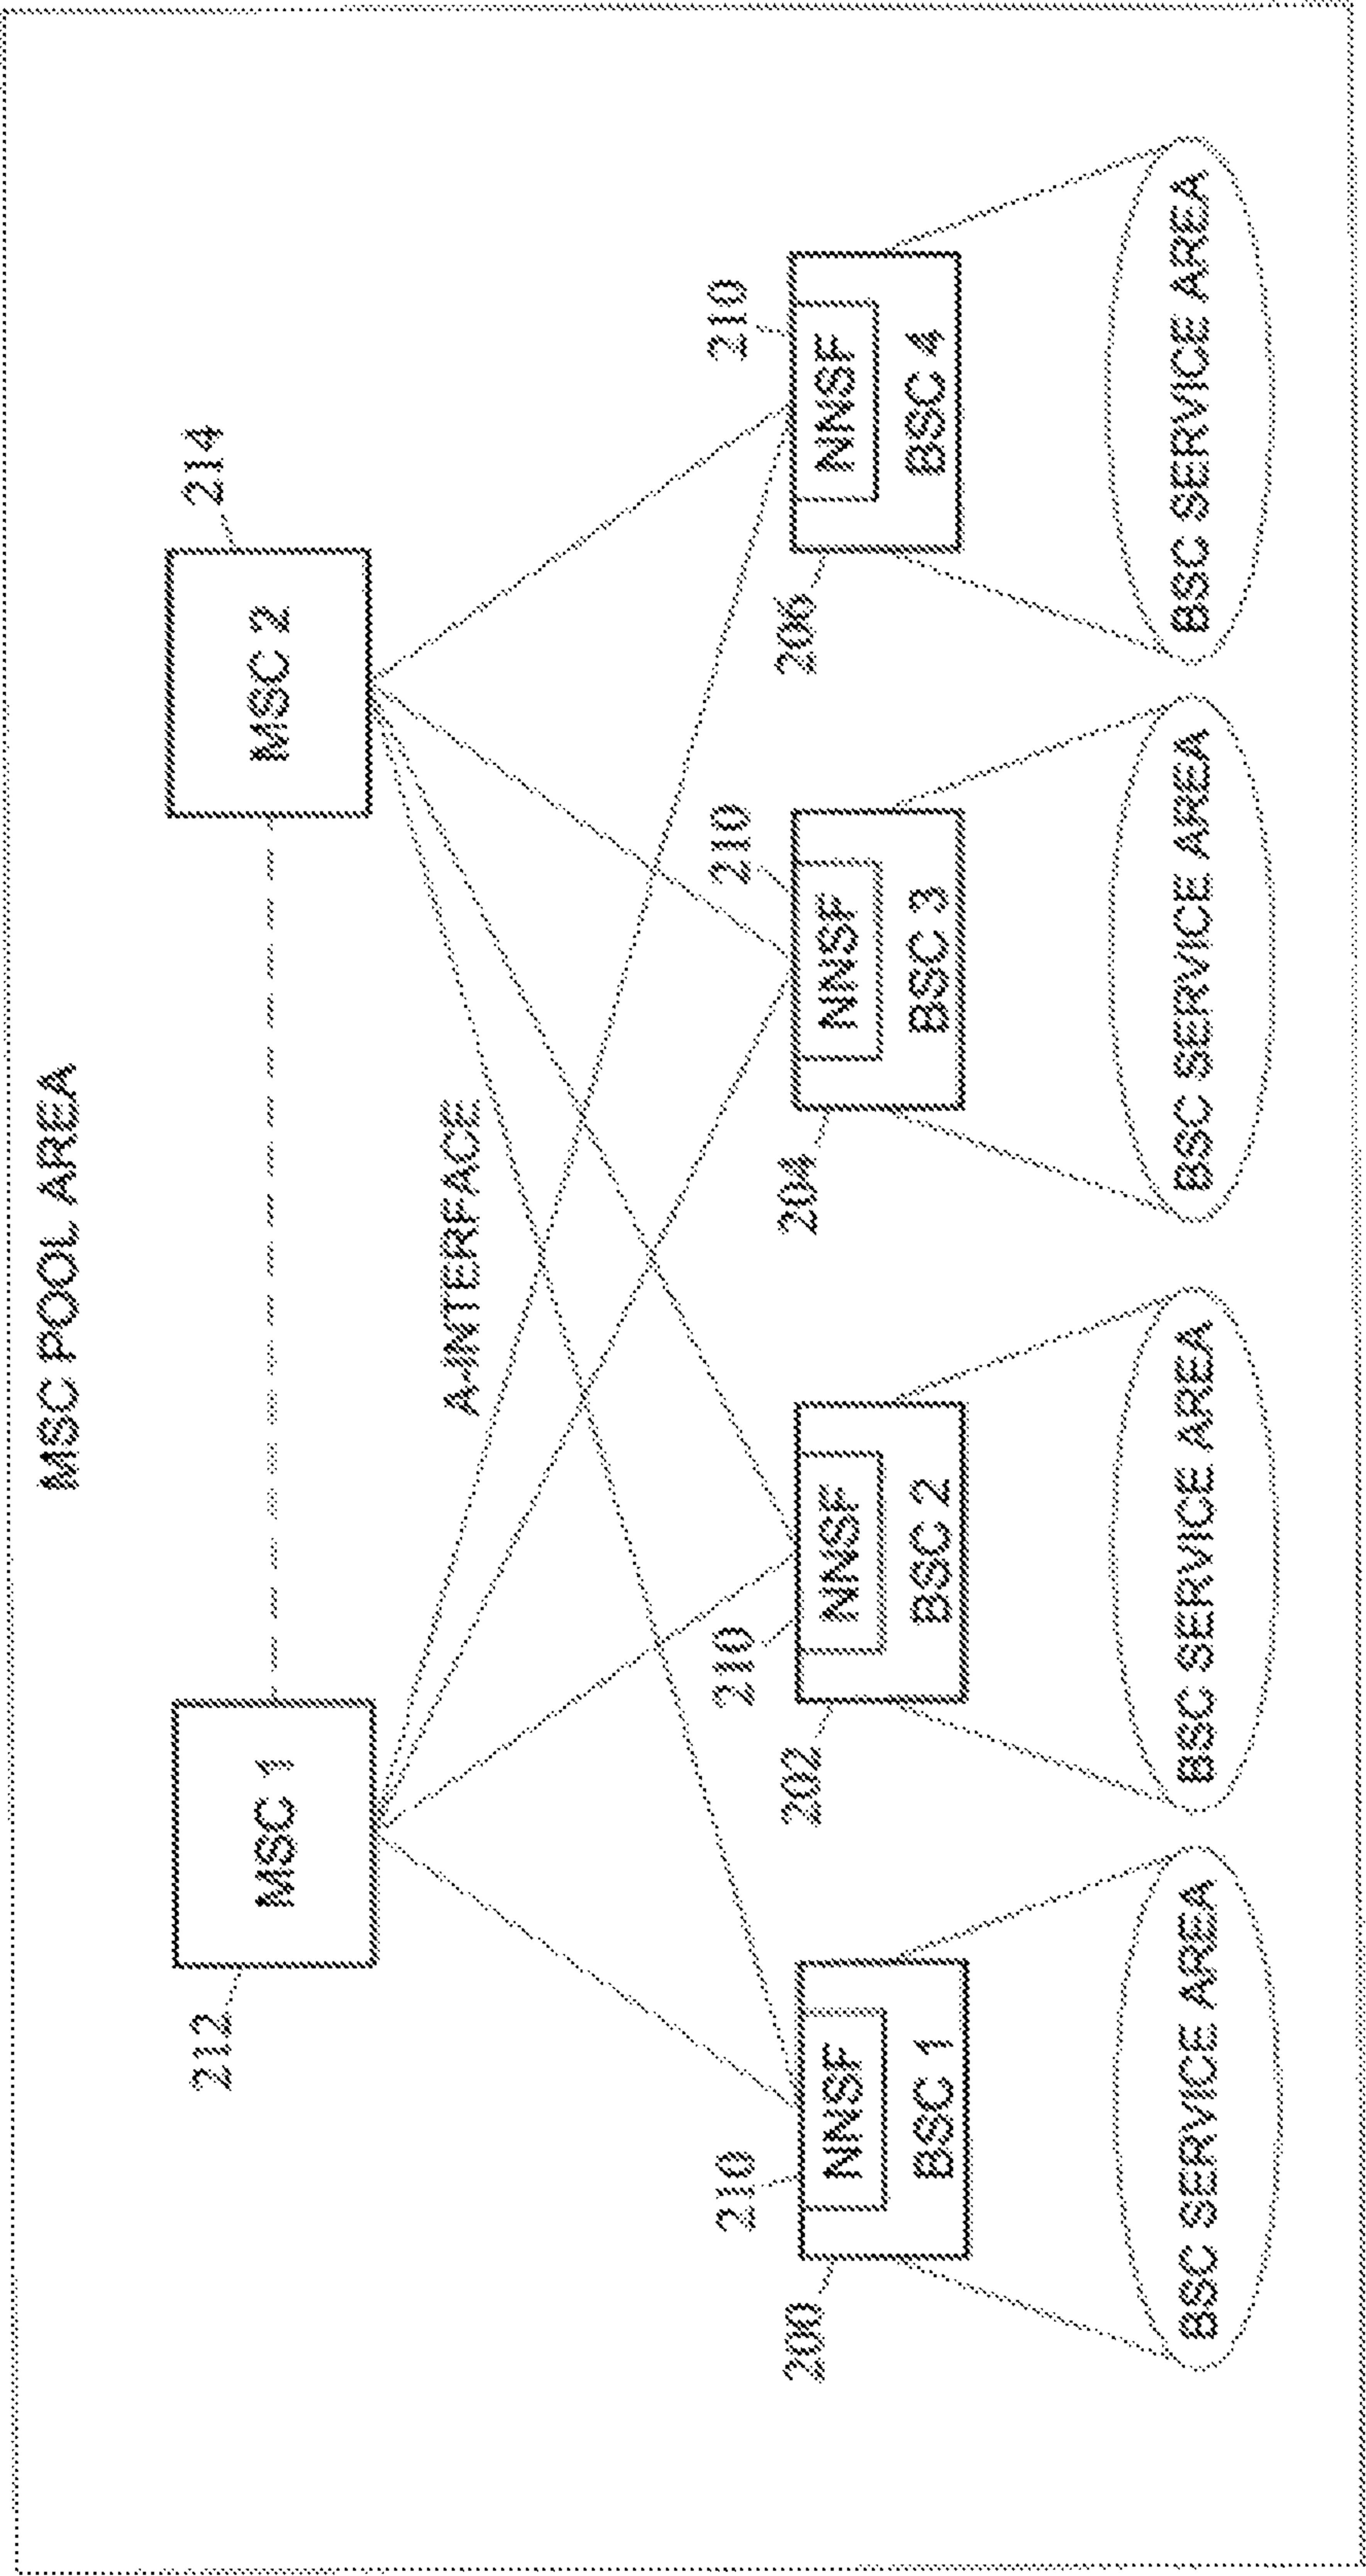 MSC POOL AREA
212
MSC 1
MSC 2
214
A-INTERFACE
210
210
210
210
200
NNSF
BSC 1
202
NNSF
BSC 2
204
NNSF
BSC 3
206
NNSF
BSC 4
BSC SERVICE AREA
BSC SERVICE AREA
BSC SERVICE AREA
BSC SERVICE AREA